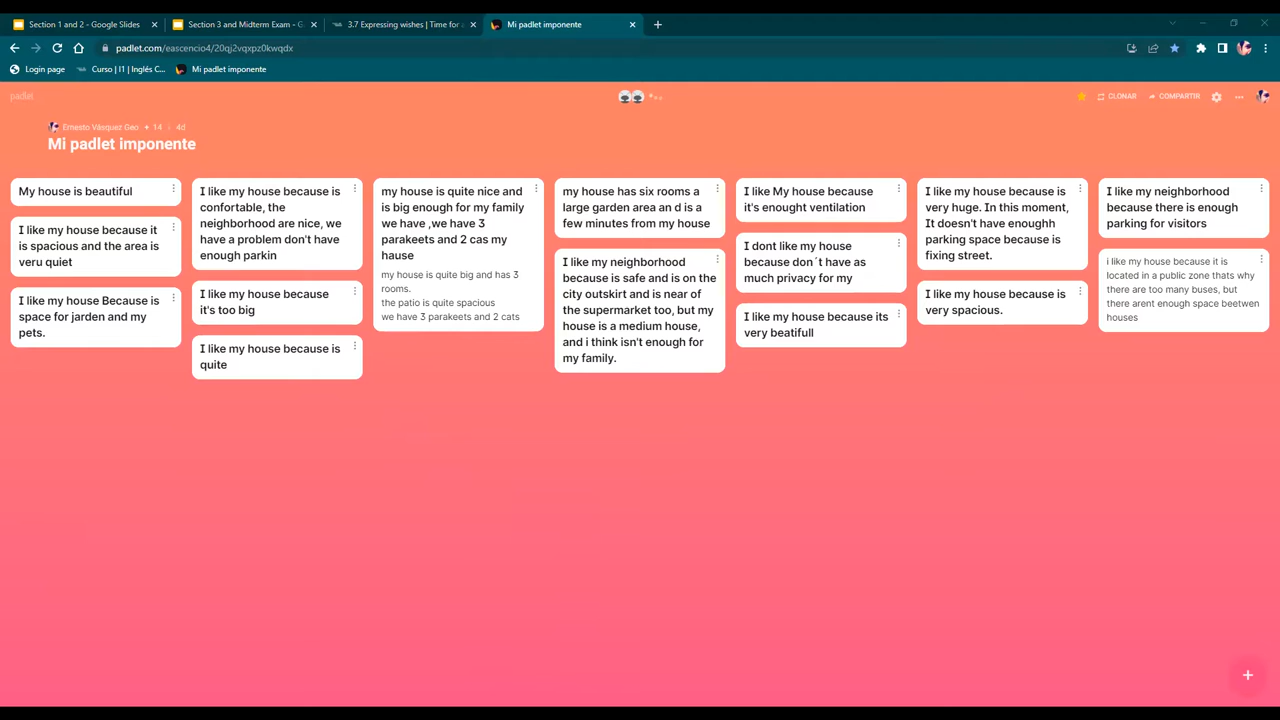 Section 1 and 2 - Google Slides
Section 3 and Midterm Exam - G
3.7 Expressing wishes | Time for
Mi padlet imponente
padlet.com/eascencio4/20qj2vqxpz0kwqdx
Login page
Curso | I1 | Inglés C...
Mi padlet imponente
padlet
CLONAR
COMPARTIR
Ernesto Vásquez Geo + 14 4d
Mi padlet imponente
My house is beautiful
I like my house because it
is spacious and the area is
veru quiet
I like my house Because is
space for jarden and my
pets.
I like my house because is
confortable, the
neighborhood are nice, we
have a problem don't have
enough parkin
I like my house because
it's too big
I like my house because is
quite
my house is quite nice and
is big enough for my family
we have ,we have 3
parakeets and 2 cas my
hause
my house is quite big and has 3
rooms.
the patio is quite spacious
we have 3 parakeets and 2 cats
my house has six rooms a
large garden area an d is a
few minutes from my house
I like my neighborhood
because is safe and is on the
city outskirt and is near of
the supermarket too, but my
house is a medium house,
and i think isn't enough for
my family.
I like My house because
it's enought ventilation
I dont like my house
because don´t have as
much privacy for my
I like my house because its
very beatifull
I like my house because is
very huge. In this moment,
It doesn't have enoughh
parking space because is
fixing street.
I like my house because is
very spacious.
I like my neighborhood
because there is enough
parking for visitors
i like my house because it is
located in a public zone thats why
there are too many buses, but
there arent enough space beetwen
houses